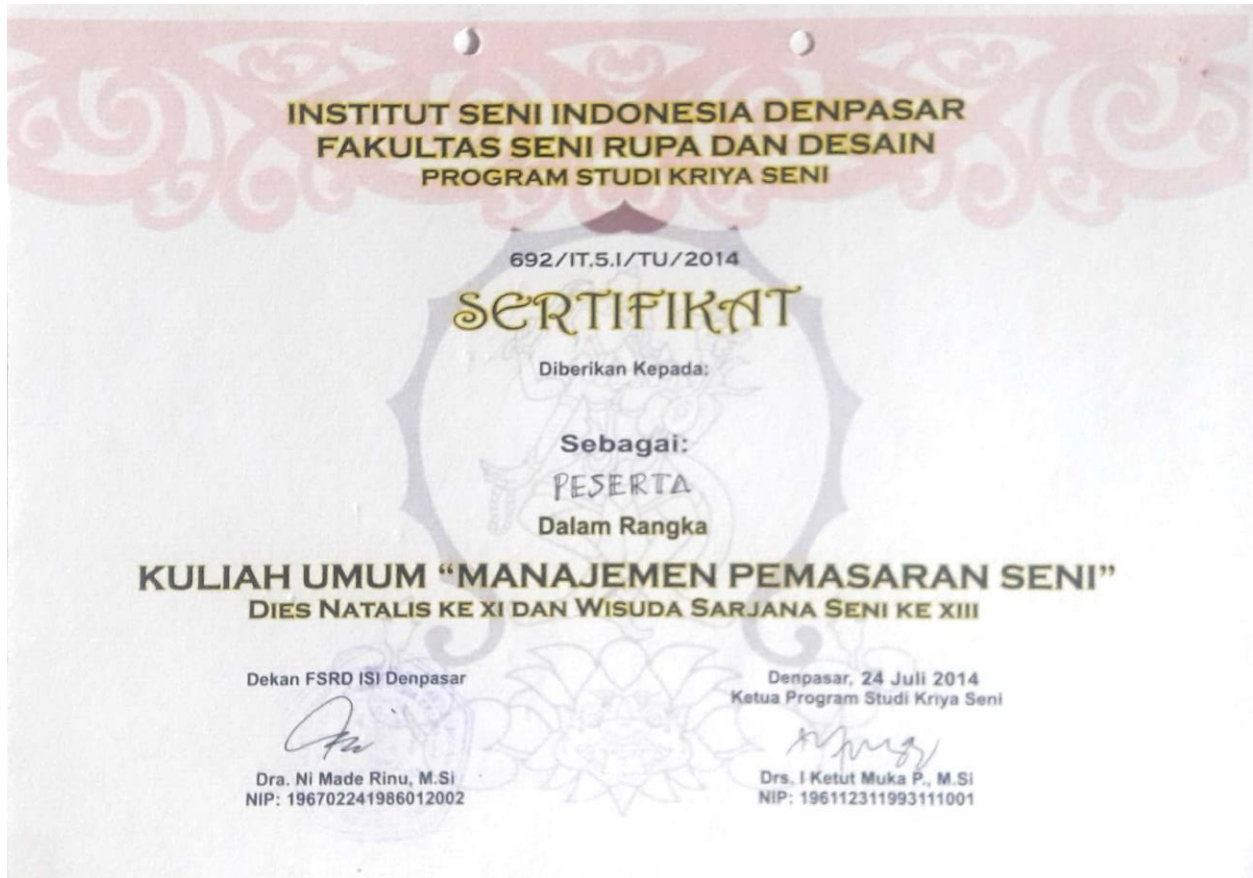 INSTITUT SENI INDONESIA DENPASAR
FAKULTAS SENI RUPA DAN DESAIN
PROGRAM STUDI KRIYA SENI
692/IT.5.1/TU/2014
SERTIFIKAT
Diberikan Kepada:
Sebagai:
PESERTA
Dalam Rangka
KULIAH UMUM “MANAJEMEN PEMASARAN SENI”
DIES NATALIS KE XI DAN WISUDA SARJANA SENI KE XIII
Dekan FSRD ISI Denpasar
Dra. Ni Made Rinu, M.Si
NIP: 196702241986012002
Denpasar, 24 Juli 2014
Ketua Program Studi Kriya Seni
Drs. I Ketut Muka P., M.Si
NIP: 196112311993111001